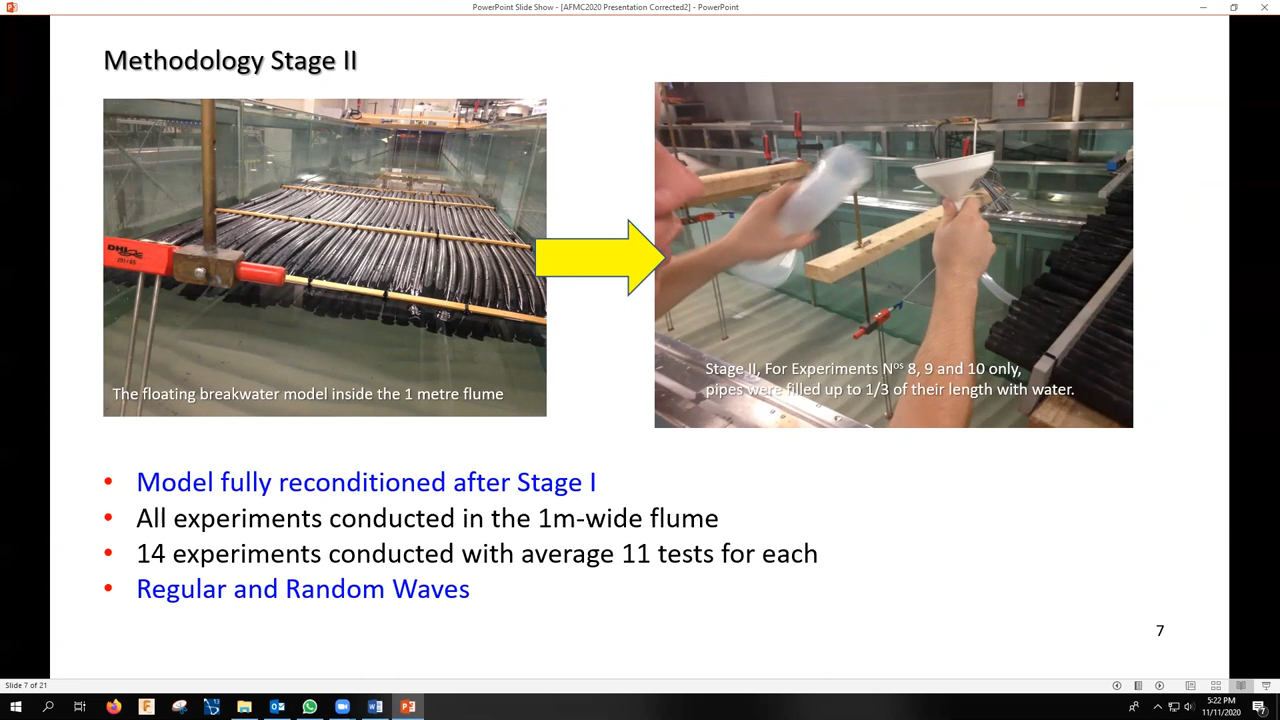 PowerPoint Slide Show - [AFMC2020 Presentation Corrected2] - PowerPoint
Methodology Stage II
DHI
The floating breakwater model inside the 1 metre flume
Stage II, For Experiments Nos 8, 9 and 10 only,
pipes were filled up to 1/3 of their length with water.
• Model fully reconditioned after Stage I
• All experiments conducted in the 1m-wide flume
• 14 experiments conducted with average 11 tests for each
• Regular and Random Waves
7
Slide 7 of 21
5:22 PM
11/11/2020